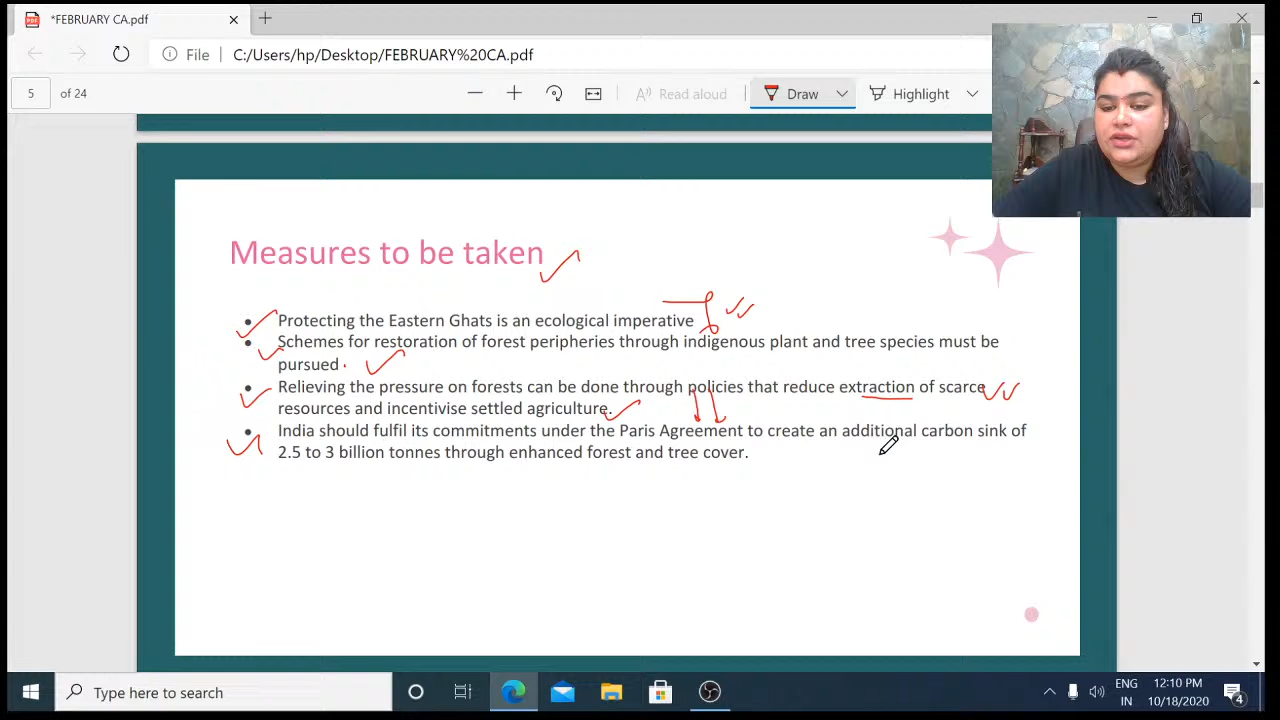 *FEBRUARY CA.pdf
File C:/Users/hp/Desktop/FEBRUARY%20CA.pdf
5 of 24 Read aloud Draw Highlight
Measures to be taken
• Protecting the Eastern Ghats is an ecological imperative
• Schemes for restoration of forest peripheries through indigenous plant and tree species must be
pursued
• Relieving the pressure on forests can be done through policies that reduce extraction of scarce
resources and incentivise settled agriculture.
• India should fulfil its commitments under the Paris Agreement to create an additional carbon sink of
2.5 to 3 billion tonnes through enhanced forest and tree cover.
Type here to search
ENG 12:10 PM
IN 10/18/2020 4